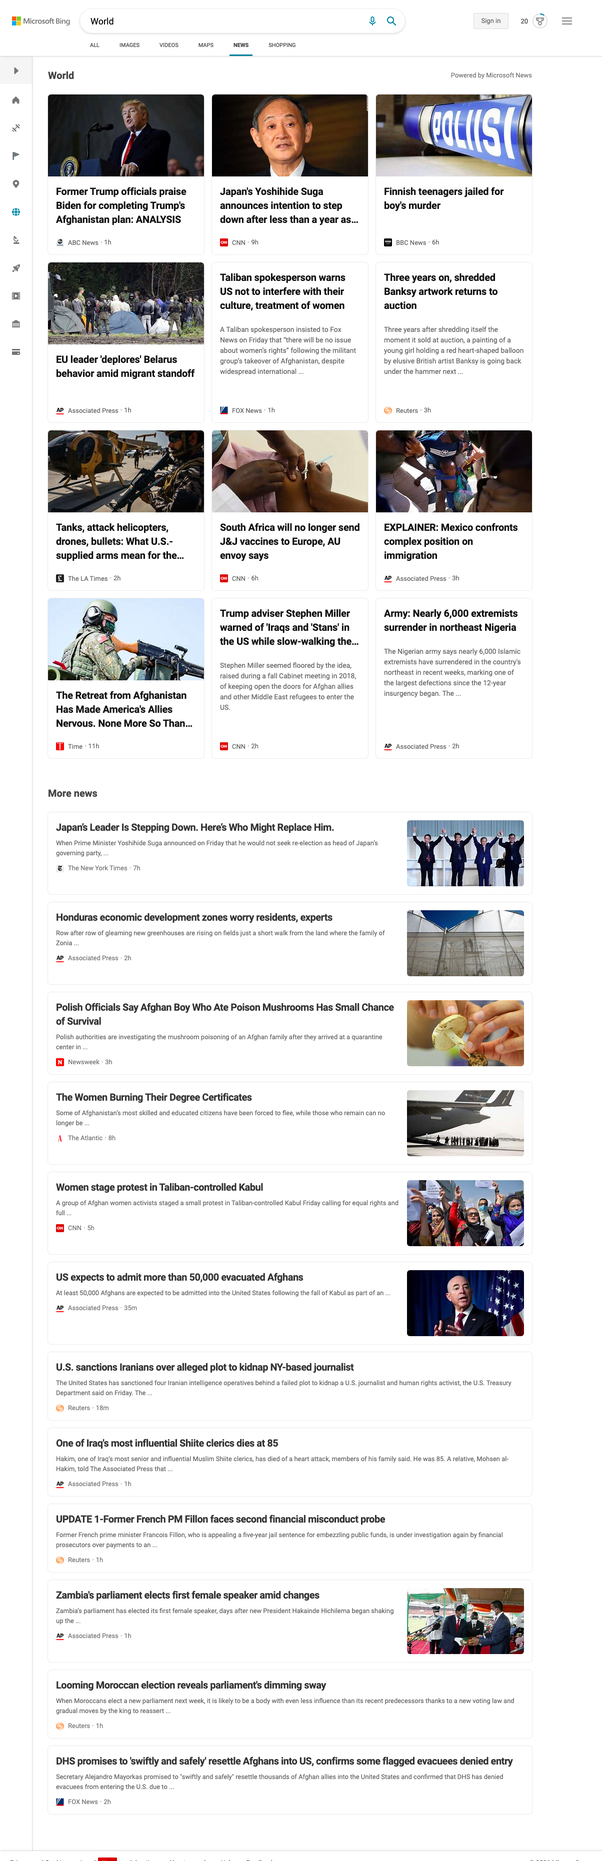 Microsoft Bing
World
Sign in
20
ALL
IMAGES
VIDEOS
MAPS
NEWS
SHOPPING
World
Powered by Microsoft News
POLIISI
Former Trump officials praise
Biden for completing Trump's
Afghanistan plan: ANALYSIS
ABC News · 1h
Japan's Yoshihide Suga
announces intention to step
down after less than a year as...
CNN · 9h
Finnish teenagers jailed for
boy's murder
BBC News · 6h
EU leader 'deplores' Belarus
behavior amid migrant standoff
Associated Press · 1h
Taliban spokesperson warns
US not to interfere with their
culture, treatment of women
A Taliban spokesperson insisted to Fox
News on Friday that "there will be no issue
about women's rights" following the militant
group's takeover of Afghanistan, despite
widespread international ...
FOX News · 1h
Three years on, shredded
Banksy artwork returns to
auction
Three years after shredding itself the
moment it sold at auction, a painting of a
young girl holding a red heart-shaped balloon
by elusive British artist Banksy is going back
under the hammer next ...
Reuters · 3h
Tanks, attack helicopters,
drones, bullets: What U.S.-
supplied arms mean for the...
The LA Times · 2h
South Africa will no longer send
J&J vaccines to Europe, AU
envoy says
CNN · 6h
EXPLAINER: Mexico confronts
complex position on
immigration
Associated Press · 3h
The Retreat from Afghanistan
Has Made America's Allies
Nervous. None More So Than...
Time · 11h
Trump adviser Stephen Miller
warned of 'Iraqs and 'Stans' in
the US while slow-walking the...
Stephen Miller seemed floored by the idea,
raised during a fall Cabinet meeting in 2018,
of keeping open the doors for Afghan allies
and other Middle East refugees to enter the
US.
CNN · 2h
Army: Nearly 6,000 extremists
surrender in northeast Nigeria
The Nigerian army says nearly 6,000 Islamic
extremists have surrendered in the country's
northeast in recent weeks, marking one of
the largest defections since the 12-year
insurgency began. The ...
Associated Press · 2h
More news
Japan's Leader Is Stepping Down. Here's Who Might Replace Him.
When Prime Minister Yoshihide Suga announced on Friday that he would not seek re-election as head of Japan's
governing party, ...
The New York Times · 7h
Honduras economic development zones worry residents, experts
Row after row of gleaming new greenhouses are rising on fields just a short walk from the land where the family of
Zonia ...
Associated Press · 2h
Polish Officials Say Afghan Boy Who Ate Poison Mushrooms Has Small Chance
of Survival
Polish authorities are investigating the mushroom poisoning of an Afghan family after they arrived at a quarantine
center in ...
Newsweek · 3h
The Women Burning Their Degree Certificates
Some of Afghanistan's most skilled and educated citizens have been forced to flee, while those who remain can no
longer be ...
The Atlantic · 8h
Women stage protest in Taliban-controlled Kabul
A group of Afghan women activists staged a small protest in Taliban-controlled Kabul Friday calling for equal rights and
full ...
CNN · 5h
US expects to admit more than 50,000 evacuated Afghans
At least 50,000 Afghans are expected to be admitted into the United States following the fall of Kabul as part of an ...
Associated Press · 35m
U.S. sanctions Iranians over alleged plot to kidnap NY-based journalist
The United States has sanctioned four Iranian intelligence operatives behind a failed plot to kidnap a U.S. journalist and human rights activist, the U.S. Treasury
Department said on Friday. The ...
Reuters · 18m
One of Iraq's most influential Shiite clerics dies at 85
Hakim, one of Iraq's most senior and influential Muslim Shiite clerics, has died of a heart attack, members of his family said. He was 85. A relative, Mohsen al-
Hakim, told The Associated Press that ...
Associated Press · 1h
UPDATE 1-Former French PM Fillon faces second financial misconduct probe
Former French prime minister Francois Fillon, who is appealing a five-year jail sentence for embezzling public funds, is under investigation again by financial
prosecutors over payments to an ...
Reuters · 1h
Zambia's parliament elects first female speaker amid changes
Zambia's parliament has elected its first female speaker, days after new President Hakainde Hichilema began shaking
up the ...
Associated Press · 1h
Looming Moroccan election reveals parliament's dimming sway
When Moroccans elect a new parliament next week, it is likely to be a body with even less influence than its recent predecessors thanks to a new voting law and
gradual moves by the king to reassert ...
Reuters · 1h
DHS promises to 'swiftly and safely' resettle Afghans into US, confirms some flagged evacuees denied entry
Secretary Alejandro Mayorkas promised to "swiftly and safely" resettle thousands of Afghan allies into the United States and confirmed that DHS has denied
evacuees from entering the U.S. due to ...
FOX News · 2h